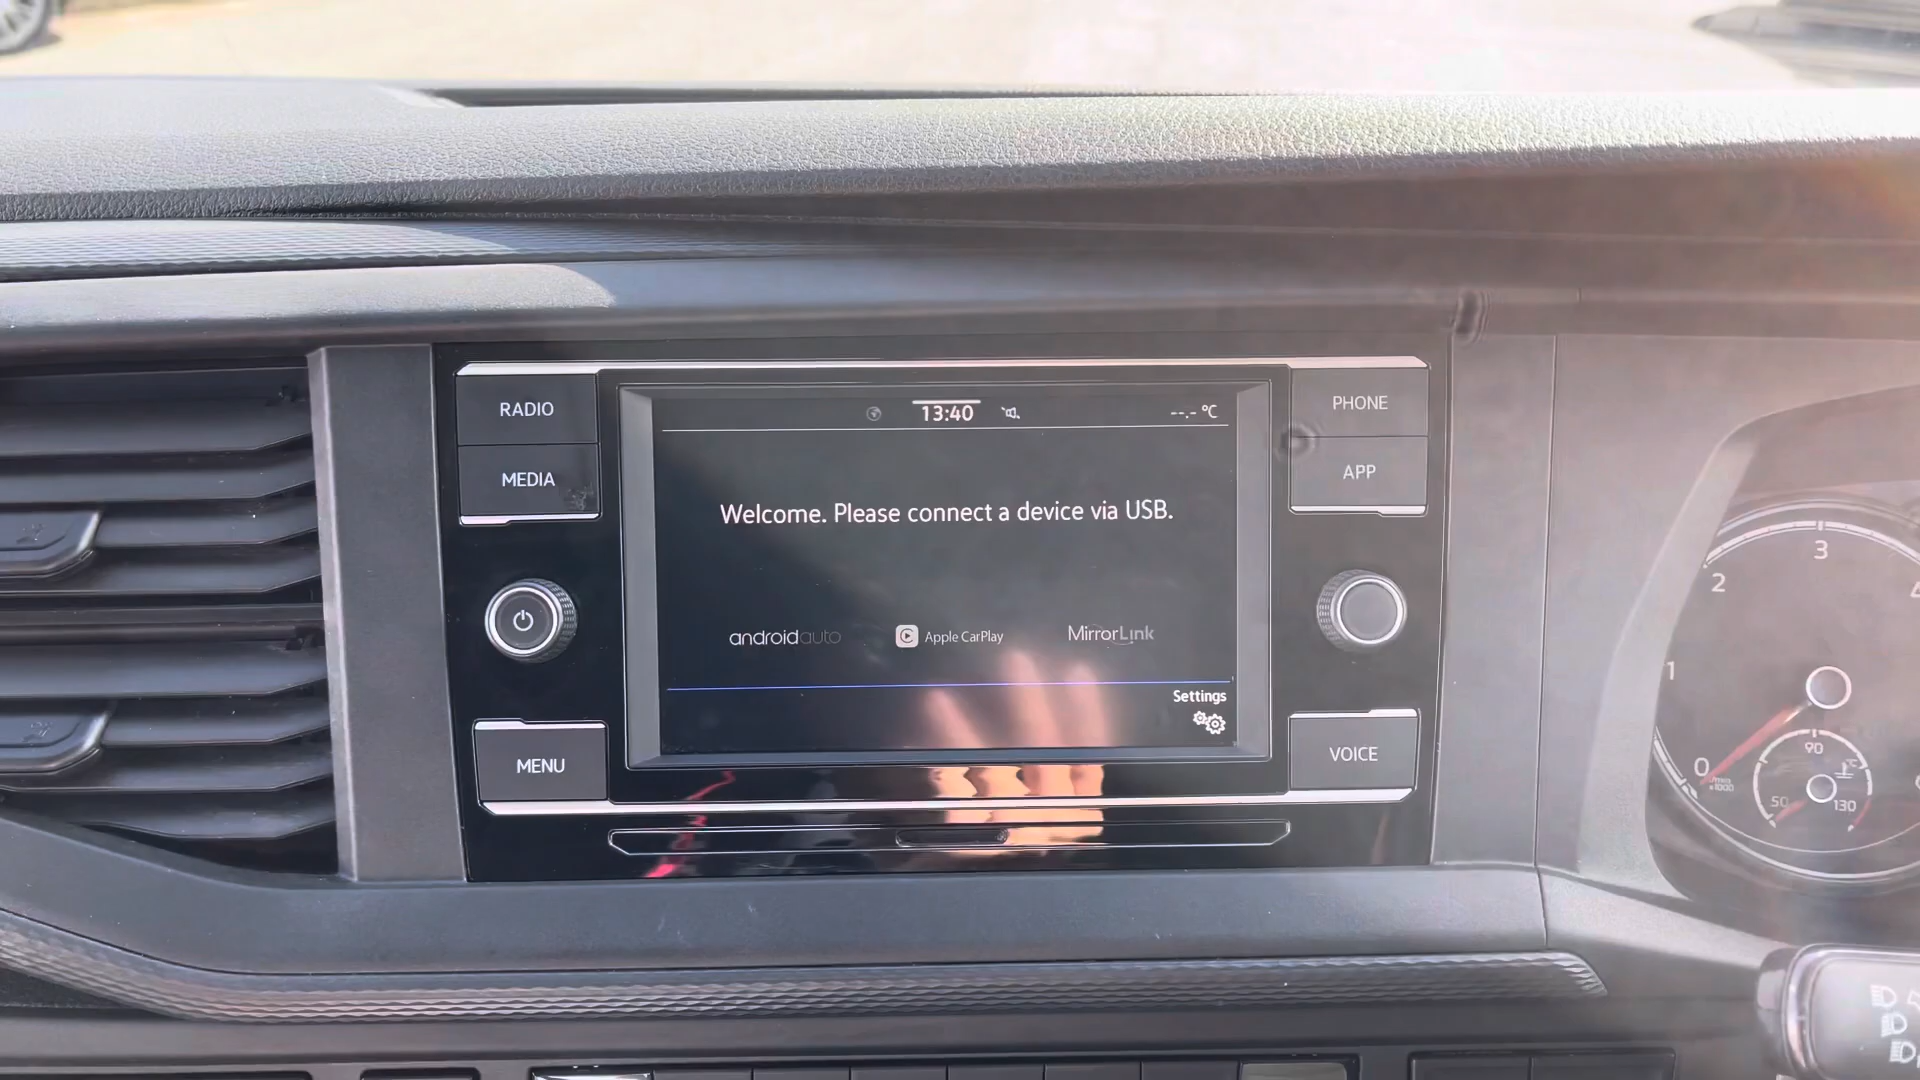 RADIO
MEDIA
MENU
13:40
--.- °C
Welcome. Please connect a device via USB.
androidauto
Apple CarPlay
MirrorLink
Settings
PHONE
APP
VOICE
3
2
1
0
90
50
130